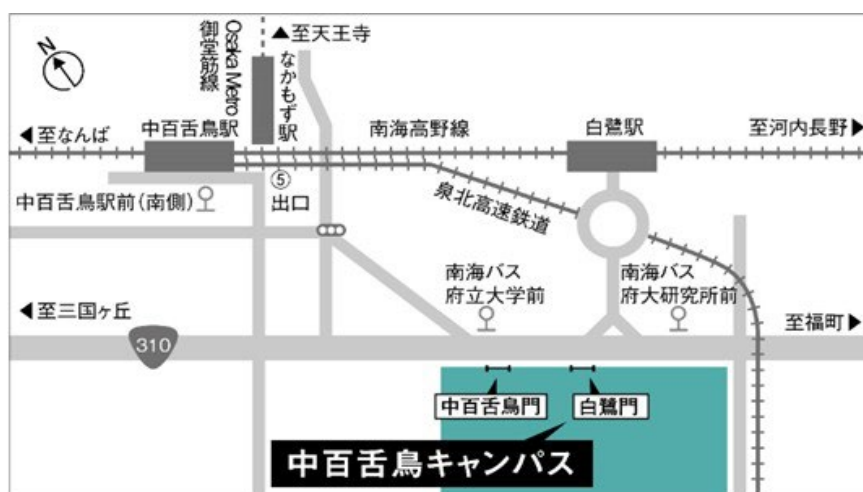 N
Osaka Metro
御堂筋線
▲至天王寺
なかもず駅
◀至なんば
中百舌鳥駅
南海高野線
白鷺駅
至河内長野▶
中百舌鳥駅前(南側)
⑤
出口
泉北高速鉄道
南海バス
府立大学前
南海バス
府大研究所前
◀至三国ヶ丘
310
至福町▶
中百舌鳥門
白鷺門
中百舌鳥キャンパス